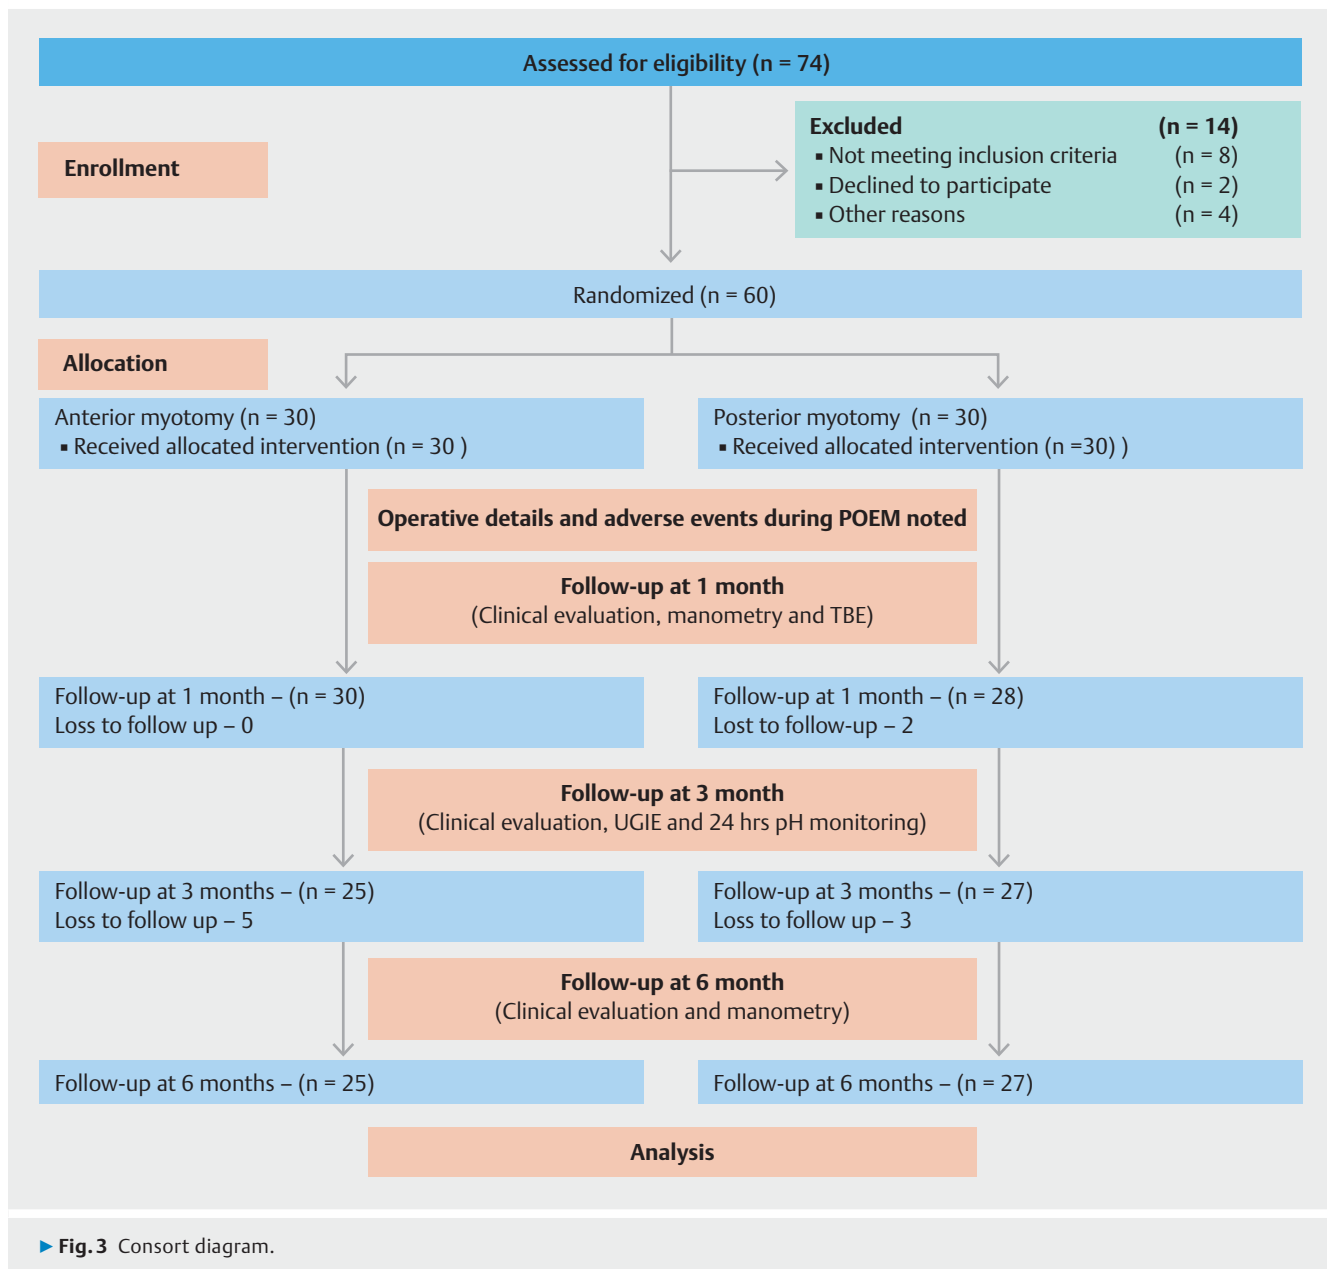 Assessed for eligibility (n = 74)
Enrollment
Excluded (n = 14)
▪ Not meeting inclusion criteria (n = 8)
▪ Declined to participate (n = 2)
▪ Other reasons (n = 4)
Randomized (n = 60)
Allocation
Anterior myotomy (n = 30)
▪ Received allocated intervention (n = 30 )
Posterior myotomy (n = 30)
▪ Received allocated intervention (n =30) )
Operative details and adverse events during POEM noted
Follow-up at 1 month
(Clinical evaluation, manometry and TBE)
Follow-up at 1 month – (n = 30)
Loss to follow up – 0
Follow-up at 1 month – (n = 28)
Lost to follow-up – 2
Follow-up at 3 month
(Clinical evaluation, UGIE and 24 hrs pH monitoring)
Follow-up at 3 months – (n = 25)
Loss to follow up – 5
Follow-up at 3 months – (n = 27)
Loss to follow up – 3
Follow-up at 6 month
(Clinical evaluation and manometry)
Follow-up at 6 months – (n = 25)
Follow-up at 6 months – (n = 27)
Analysis
▶ Fig. 3 Consort diagram.